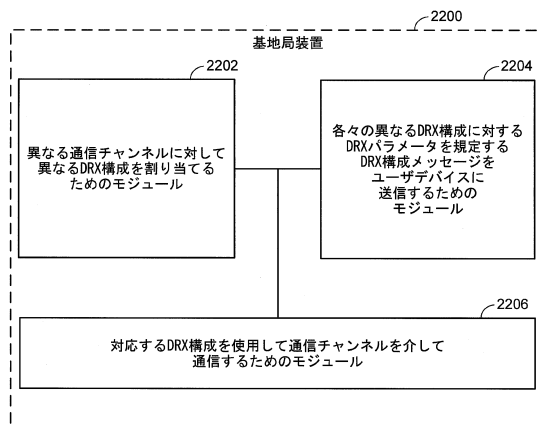 2200
基地局装置
2202
異なる通信チャンネルに対して
異なるDRX構成を割り当てる
ためのモジュール
2204
各々の異なるDRX構成に対する
DRXパラメータを規定する
DRX構成メッセージを
ユーザデバイスに
送信するための
モジュール
2206
対応するDRX構成を使用して通信チャンネルを介して
通信するためのモジュール